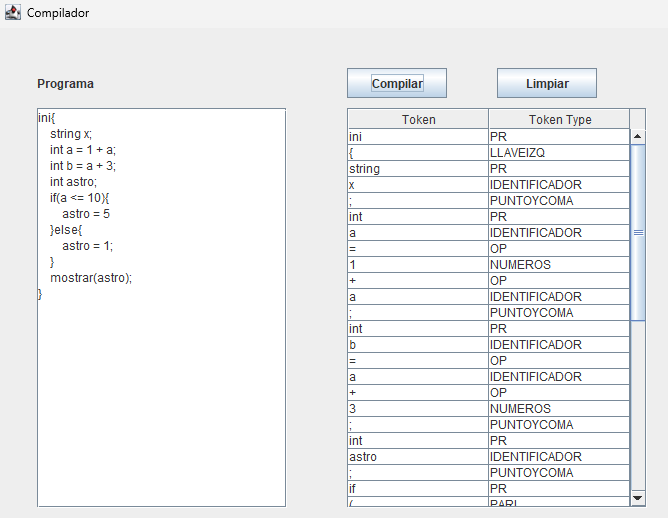 Compilador
Programa
Compilar
Limpiar
ini{
string x;
int a = 1 + a;
int b = a + 3;
int astro;
if(a <= 10){
astro = 5
}else{
astro = 1;
}
mostrar(astro);
}
Token Token Type
ini PR
{ LLAVEIZQ
string PR
x IDENTIFICADOR
; PUNTOYCOMA
int PR
a IDENTIFICADOR
= OP
1 NUMEROS
+ OP
a IDENTIFICADOR
; PUNTOYCOMA
int PR
b IDENTIFICADOR
= OP
a IDENTIFICADOR
+ OP
3 NUMEROS
; PUNTOYCOMA
int PR
astro IDENTIFICADOR
; PUNTOYCOMA
if PR
(